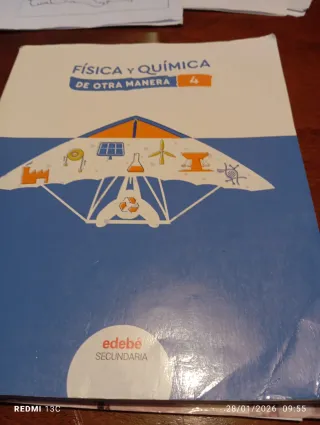 FÍSICA Y QUÍMICA
DE OTRA MANERA 4
edebé
SECUNDARIA
REDMI 13C
28/01/2026 09:55